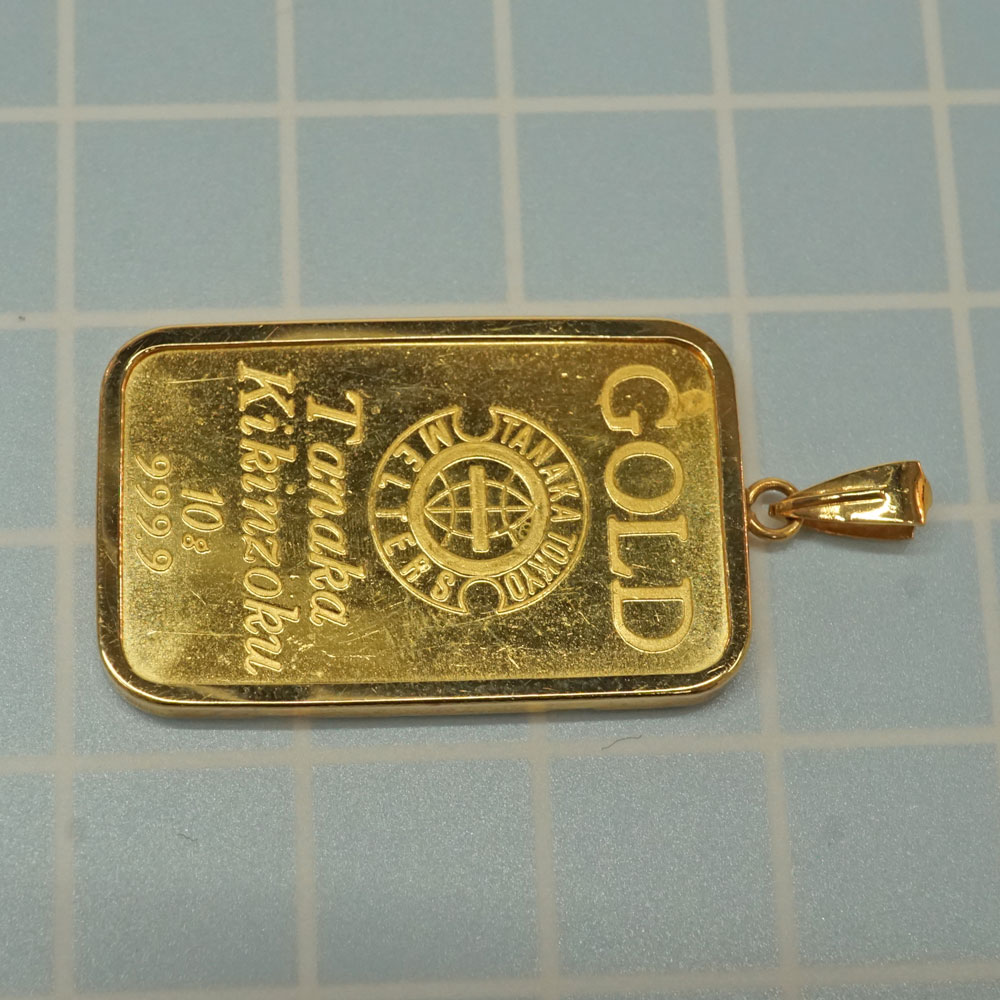 GOLD
TANAKA TOKYO
MELTERS
Tanaka
Kikinzoku
10g
999.9